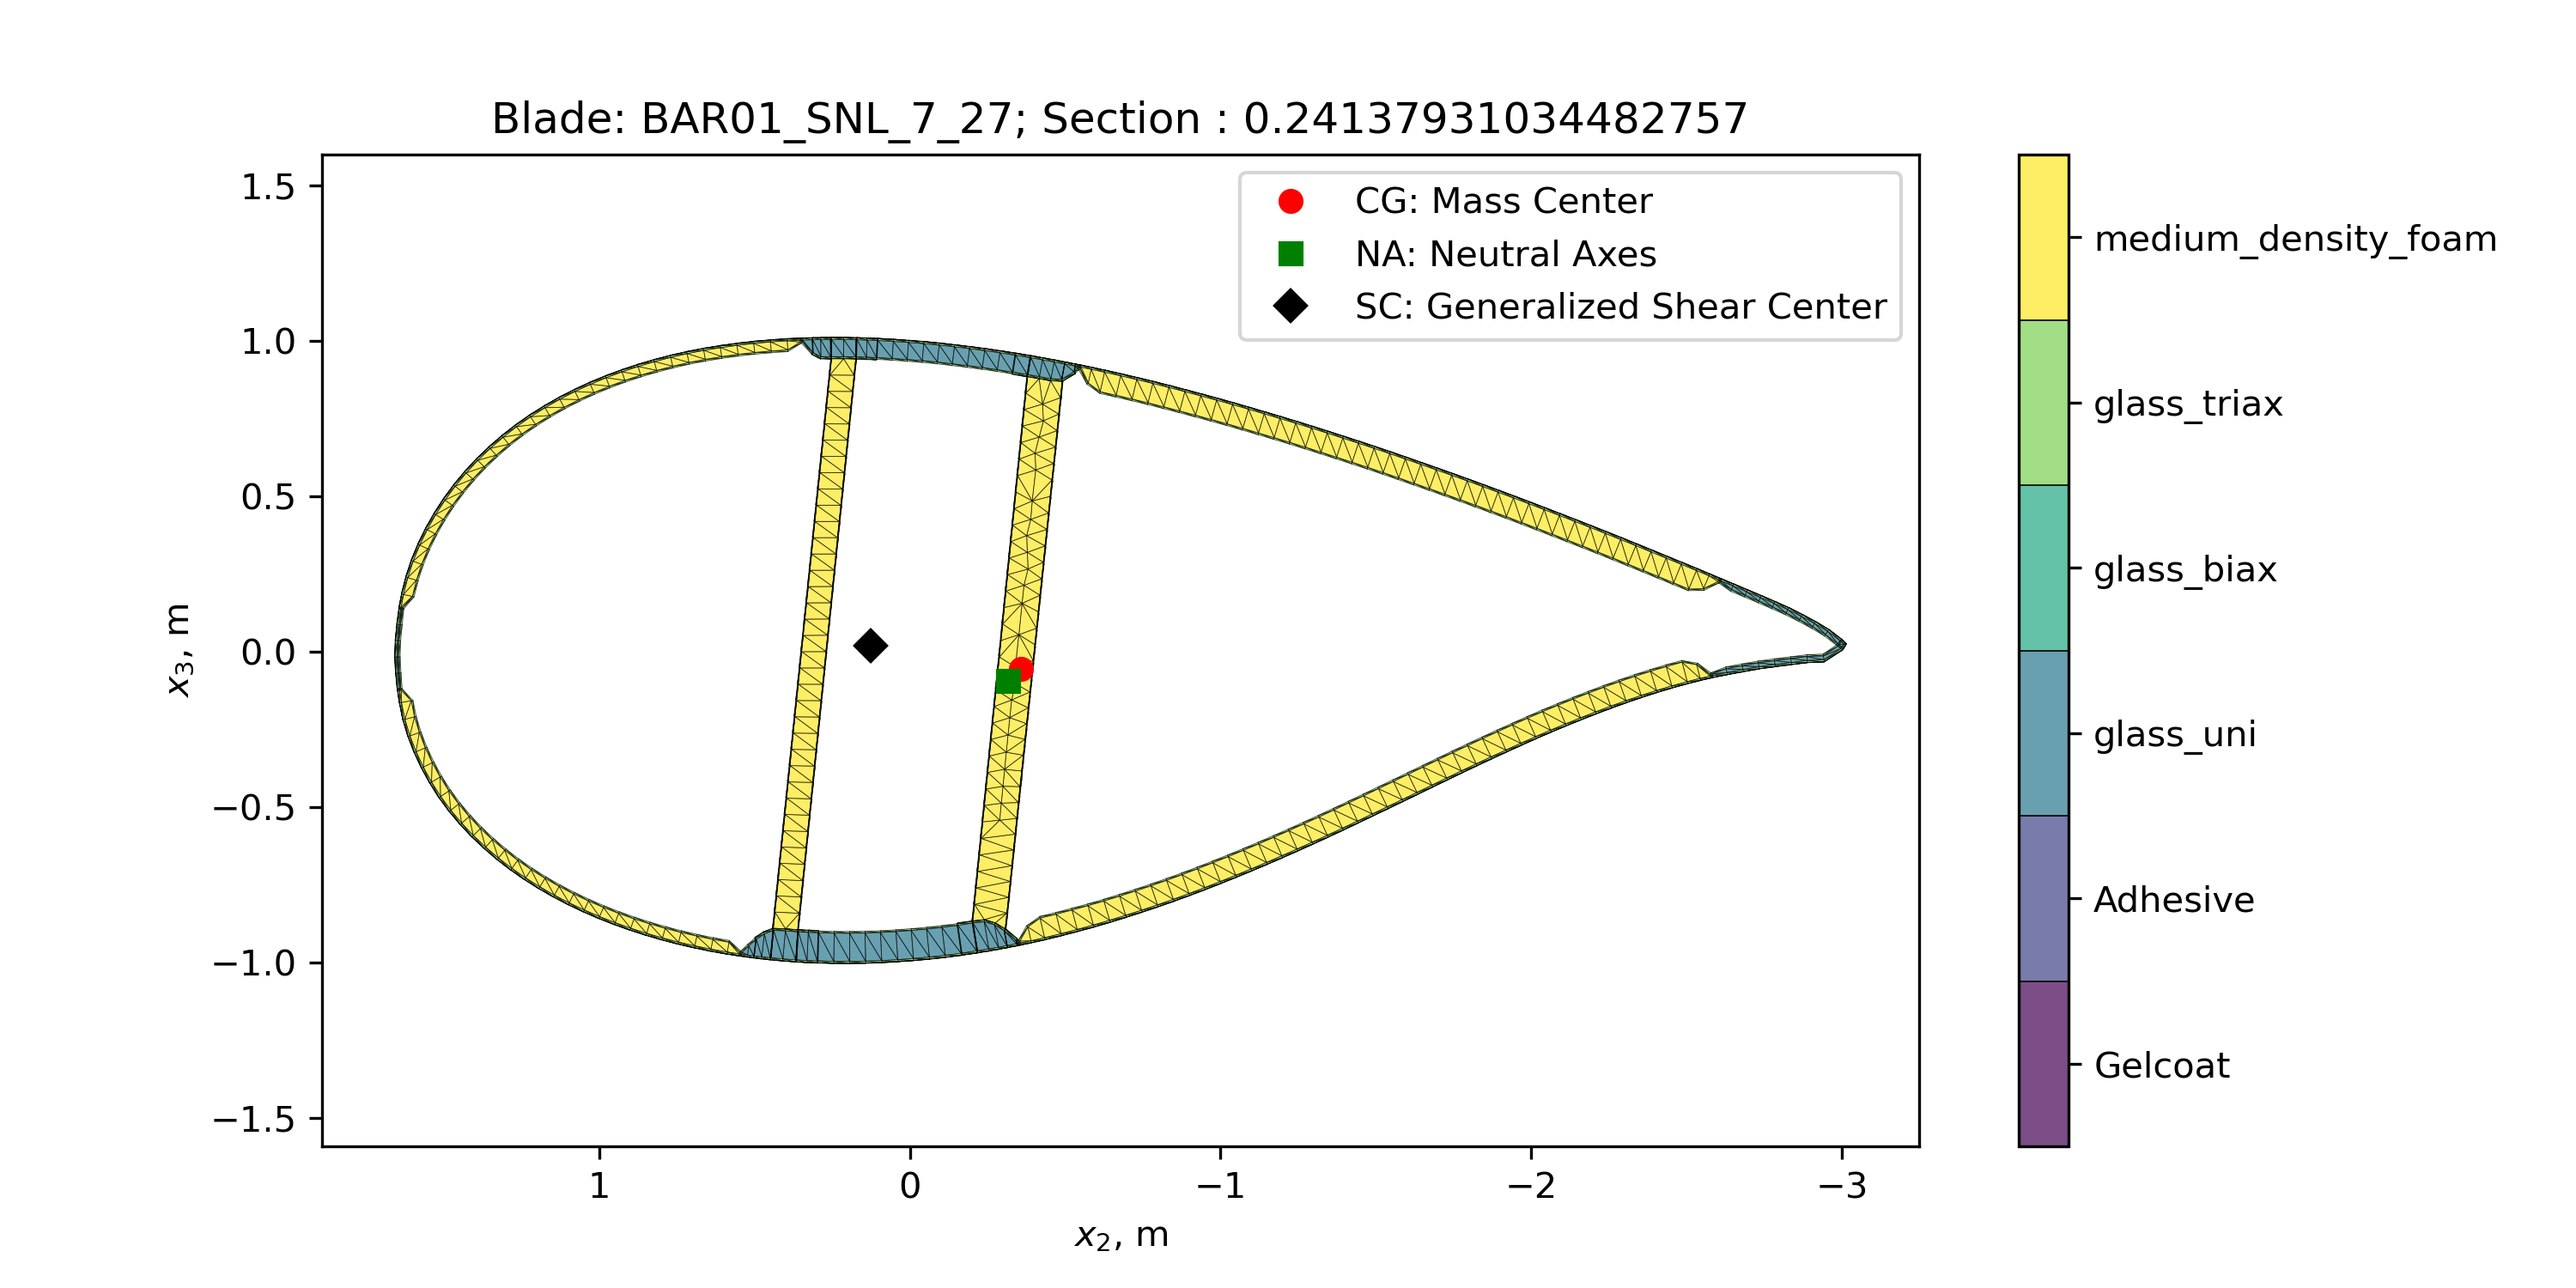 Blade: BAR01_SNL_7_27; Section : 0.24137931034482757
CG: Mass Center
NA: Neutral Axes
SC: Generalized Shear Center
1.5
1.0
0.5
0.0
−0.5
−1.0
−1.5
x₃, m
1 0 −1 −2 −3
x₂, m
medium_density_foam
glass_triax
glass_biax
glass_uni
Adhesive
Gelcoat